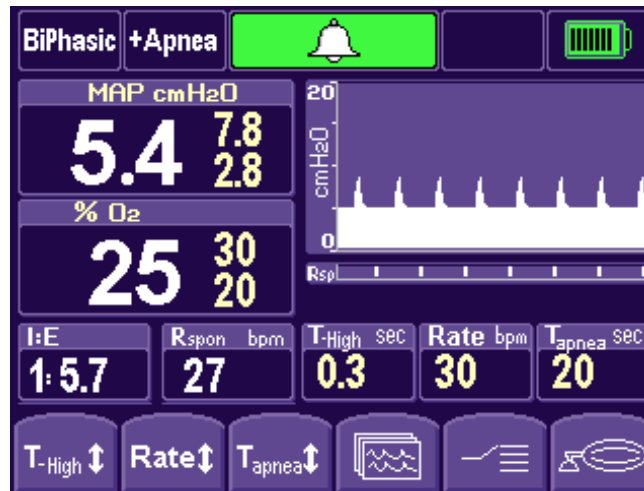 BiPhasic +Apnea
MAP cmH2O
5.4 7.8 2.8
20
cmH2O
0
% O2
25 30 20
Rsp
I:E Rspon bpm T-High sec Rate bpm Tapnea sec
1:5.7 27 0.3 30 20
T-High Rate Tapnea